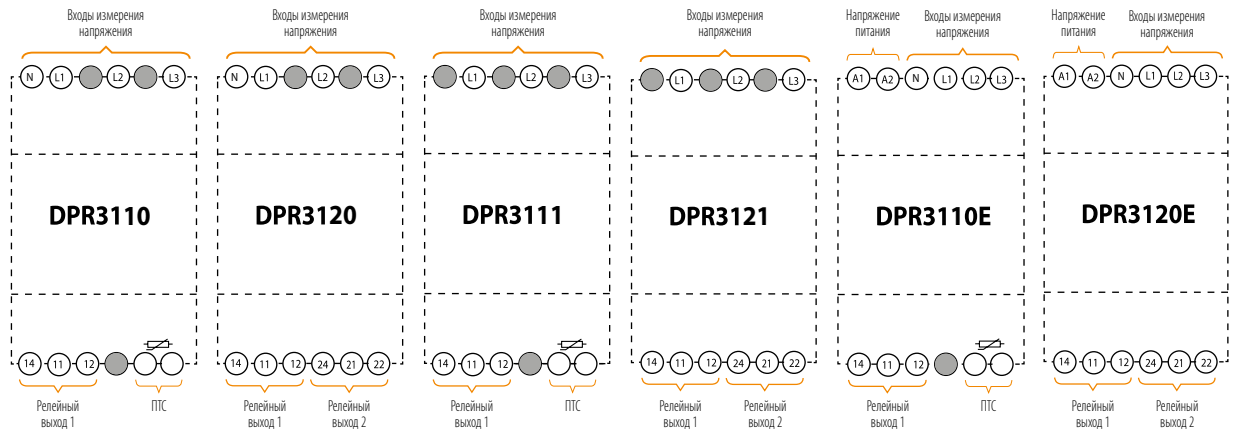 Входы измерения
напряжения
N L1 L2 L3
DPR3110
14 11 12
Релейный
выход 1
ПТС
Входы измерения
напряжения
N L1 L2 L3
DPR3120
14 11 12 24 21 22
Релейный
выход 1
Релейный
выход 2
Входы измерения
напряжения
L1 L2 L3
DPR3111
14 11 12
Релейный
выход 1
ПТС
Входы измерения
напряжения
L1 L2 L3
DPR3121
14 11 12 24 21 22
Релейный
выход 1
Релейный
выход 2
Напряжение
питания
Входы измерения
напряжения
A1 A2 N L1 L2 L3
DPR3110E
14 11 12
Релейный
выход 1
ПТС
Напряжение
питания
Входы измерения
напряжения
A1 A2 N L1 L2 L3
DPR3120E
14 11 12 24 21 22
Релейный
выход 1
Релейный
выход 2